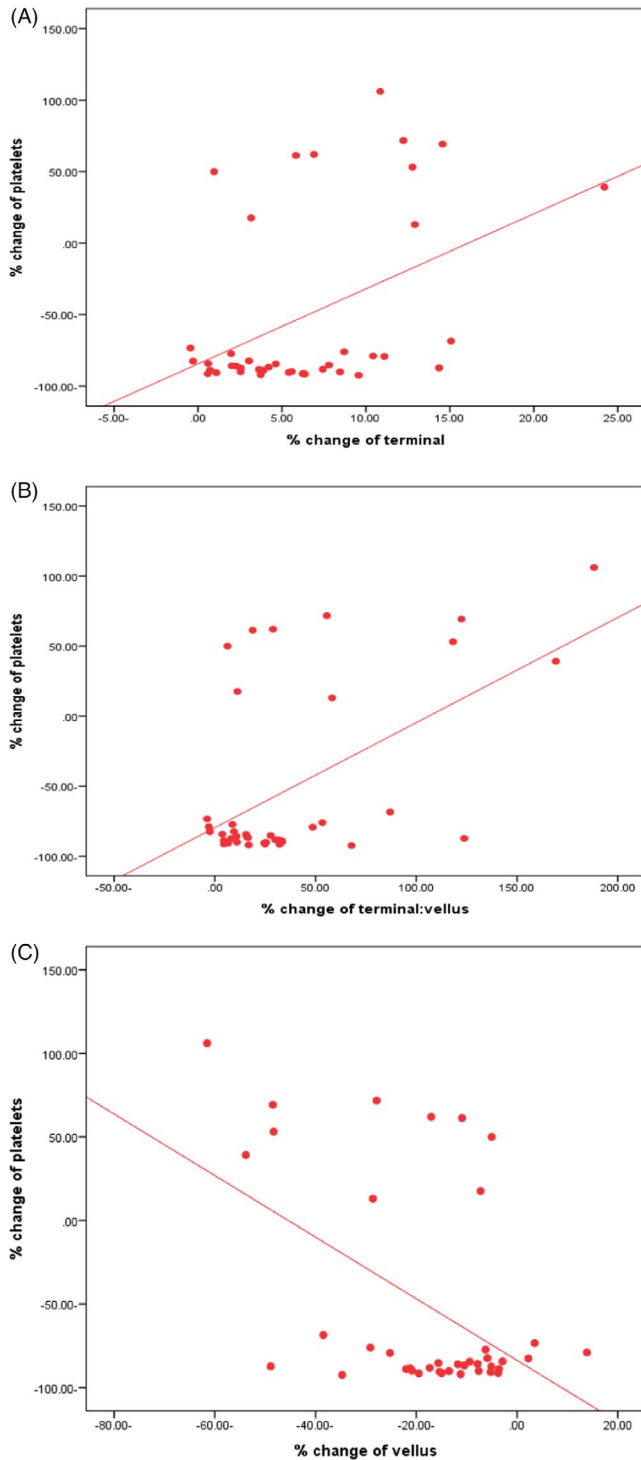 (A)
150.00
100.00
50.00
.00
50.00-
100.00-
% change of platelets
5.00- .00 5.00 10.00 15.00 20.00 25.00
% change of terminal
(B)
150.00
100.00
50.00
.00
50.00-
100.00-
% change of platelets
50.00- .00 50.00 100.00 150.00 200.00
% change of terminal:vellus
(C)
150.00
100.00
50.00
.00
50.00-
100.00-
% change of platelets
80.00- 60.00- 40.00- 20.00- .00
% change of vellus